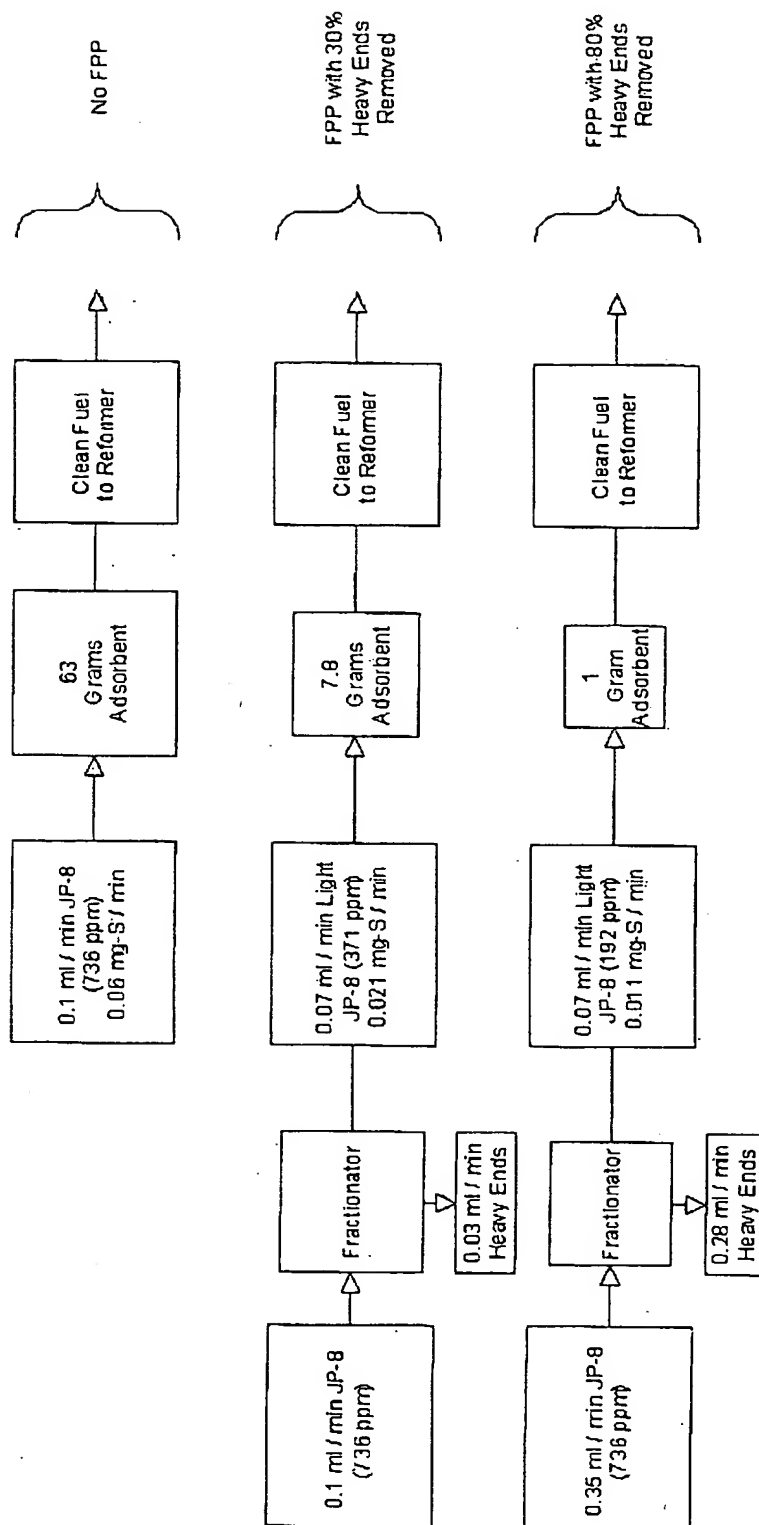 0.1 ml / min JP-8
(736 ppm)
0.06 mg-S / min
63
Grams
Adsorbent
Clean Fuel
to Reformer
No FPP
0.1 ml / min JP-8
(736 ppm)
Fractionator
0.03 ml / min
Heavy Ends
0.07 ml / min Light
JP-8 (371 ppm)
0.021 mg-S / min
7.8
Grams
Adsorbent
Clean Fuel
to Reformer
FPP with 30%
Heavy Ends
Removed
0.35 ml / min JP-8
(736 ppm)
Fractionator
0.28 ml / min
Heavy Ends
0.07 ml / min Light
JP-8 (192 ppm)
0.011 mg-S / min
1
Gram
Adsorbent
Clean Fuel
to Reformer
FPP with 80%
Heavy Ends
Removed